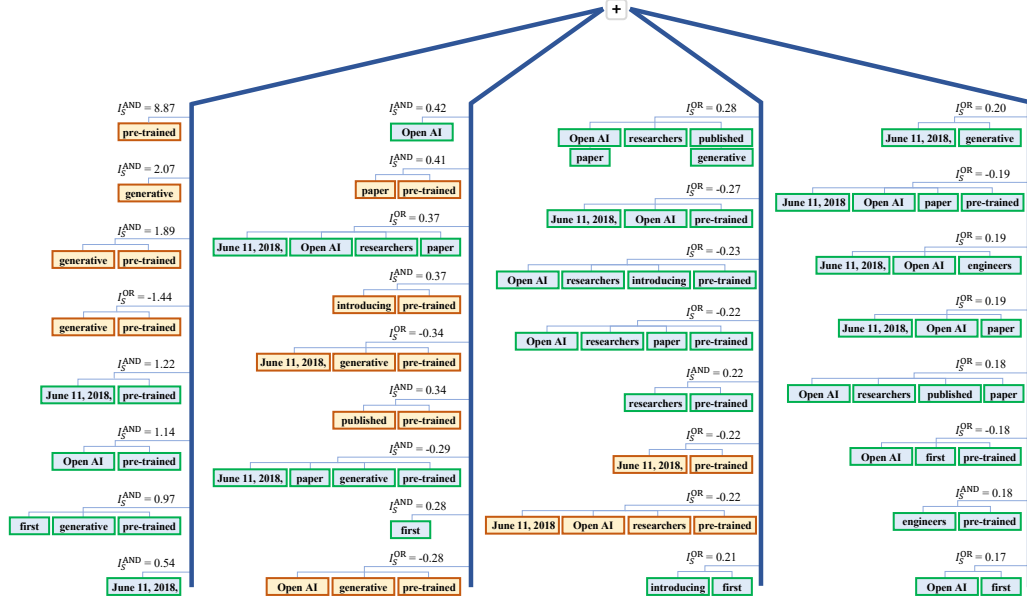 +
I_S^AND = 8.87
pre-trained
I_S^AND = 2.07
generative
I_S^AND = 1.89
generative pre-trained
I_S^OR = -1.44
generative pre-trained
I_S^AND = 1.22
June 11, 2018, pre-trained
I_S^AND = 1.14
Open AI pre-trained
I_S^AND = 0.97
first generative pre-trained
I_S^AND = 0.54
June 11, 2018,
I_S^AND = 0.42
Open AI
I_S^AND = 0.41
paper pre-trained
I_S^OR = 0.37
June 11, 2018, Open AI researchers paper
I_S^AND = 0.37
introducing pre-trained
I_S^OR = -0.34
June 11, 2018, generative pre-trained
I_S^AND = 0.34
published pre-trained
I_S^AND = -0.29
June 11, 2018, paper generative pre-trained
I_S^AND = 0.28
first
I_S^OR = -0.28
Open AI generative pre-trained
I_S^OR = 0.28
Open AI researchers published
paper generative
I_S^OR = -0.27
June 11, 2018, Open AI pre-trained
I_S^OR = -0.23
Open AI researchers introducing pre-trained
I_S^OR = -0.22
Open AI researchers paper pre-trained
I_S^AND = 0.22
researchers pre-trained
I_S^OR = -0.22
June 11, 2018, pre-trained
I_S^OR = -0.22
June 11, 2018 Open AI researchers pre-trained
I_S^OR = 0.21
introducing first
I_S^OR = 0.20
June 11, 2018, generative
I_S^OR = -0.19
June 11, 2018 Open AI paper pre-trained
I_S^OR = 0.19
June 11, 2018, Open AI engineers
I_S^OR = 0.19
June 11, 2018, Open AI paper
I_S^OR = 0.18
Open AI researchers published paper
I_S^OR = -0.18
Open AI first pre-trained
I_S^AND = 0.18
engineers pre-trained
I_S^OR = 0.17
Open AI first